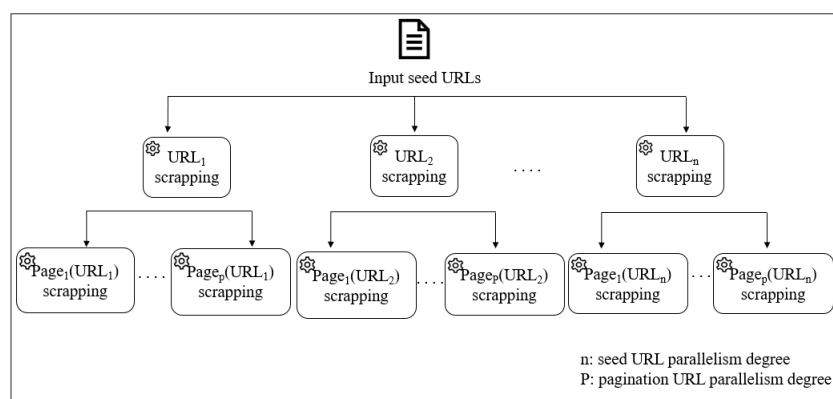 Input seed URLs
URL₁
scrapping
URL₂
scrapping
. . . .
URLₙ
scrapping
Page₁(URL₁)
scrapping
. . . .
Pageₚ(URL₁)
scrapping
Page₁(URL₂)
scrapping
. . . .
Pageₚ(URL₂)
scrapping
Page₁(URLₙ)
scrapping
. . .
Pageₚ(URLₙ)
scrapping
n: seed URL parallelism degree
P: pagination URL parallelism degree